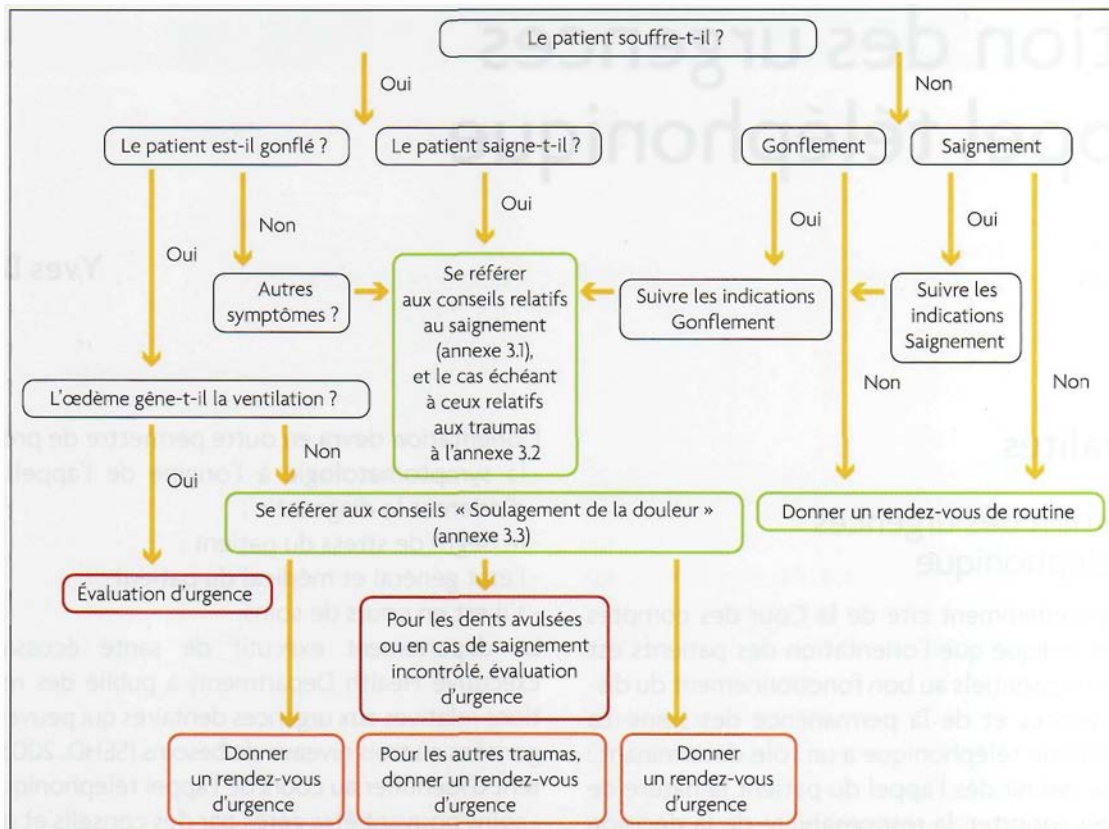 Le patient souffre-t-il ?
Oui
Non
Le patient est-il gonflé ?
Le patient saigne-t-il ?
Gonflement
Saignement
Oui
Non
Oui
Oui
Oui
Autres
symptômes ?
Se référer
aux conseils relatifs
au saignement
(annexe 3.1),
et le cas échéant
à ceux relatifs
aux traumas
à l'annexe 3.2
Suivre les indications
Gonflement
Suivre les
indications
Saignement
L'œdème gêne-t-il la ventilation ?
Non
Non
Non
Oui
Se référer aux conseils « Soulagement de la douleur »
(annexe 3.3)
Donner un rendez-vous de routine
Évaluation d'urgence
Pour les dents avulsées
ou en cas de saignement
incontrôlé, évaluation
d'urgence
Donner
un rendez-vous
d'urgence
Pour les autres traumas,
donner un rendez-vous
d'urgence
Donner
un rendez-vous
d'urgence